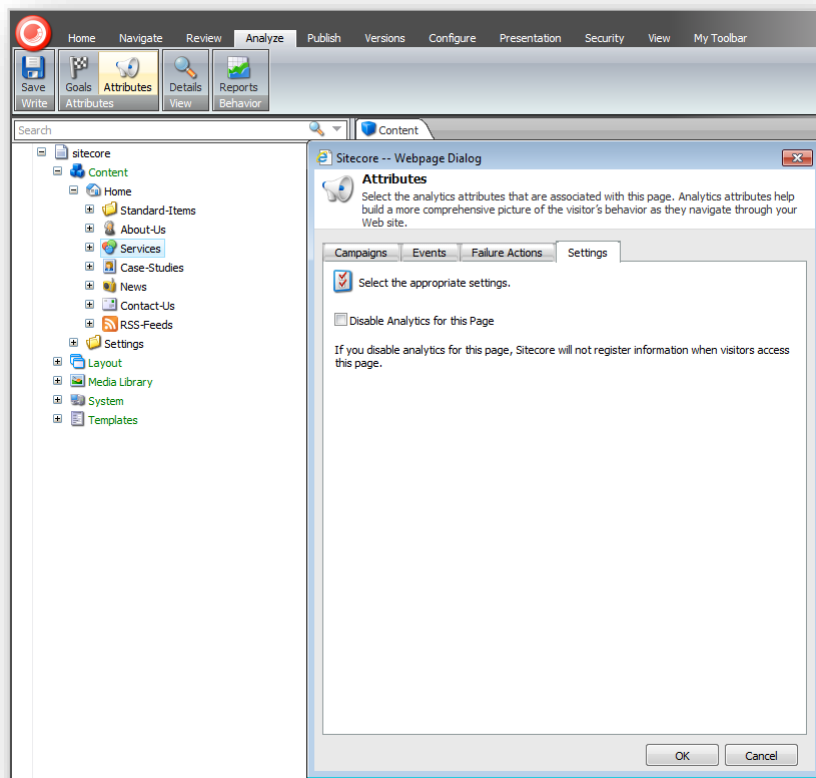 Home Navigate Review Analyze Publish Versions Configure Presentation Security View My Toolbar
Save Goals Attributes Details Reports
Write Attributes View Behavior
Search
Content
sitecore
Content
Home
Standard-Items
About-Us
Services
Case-Studies
News
Contact-Us
RSS-Feeds
Settings
Layout
Media Library
System
Templates
Sitecore -- Webpage Dialog
Attributes
Select the analytics attributes that are associated with this page. Analytics attributes help
build a more comprehensive picture of the visitor's behavior as they navigate through your
Web site.
Campaigns Events Failure Actions Settings
Select the appropriate settings.
Disable Analytics for this Page
If you disable analytics for this page, Sitecore will not register information when visitors access
this page.
OK Cancel